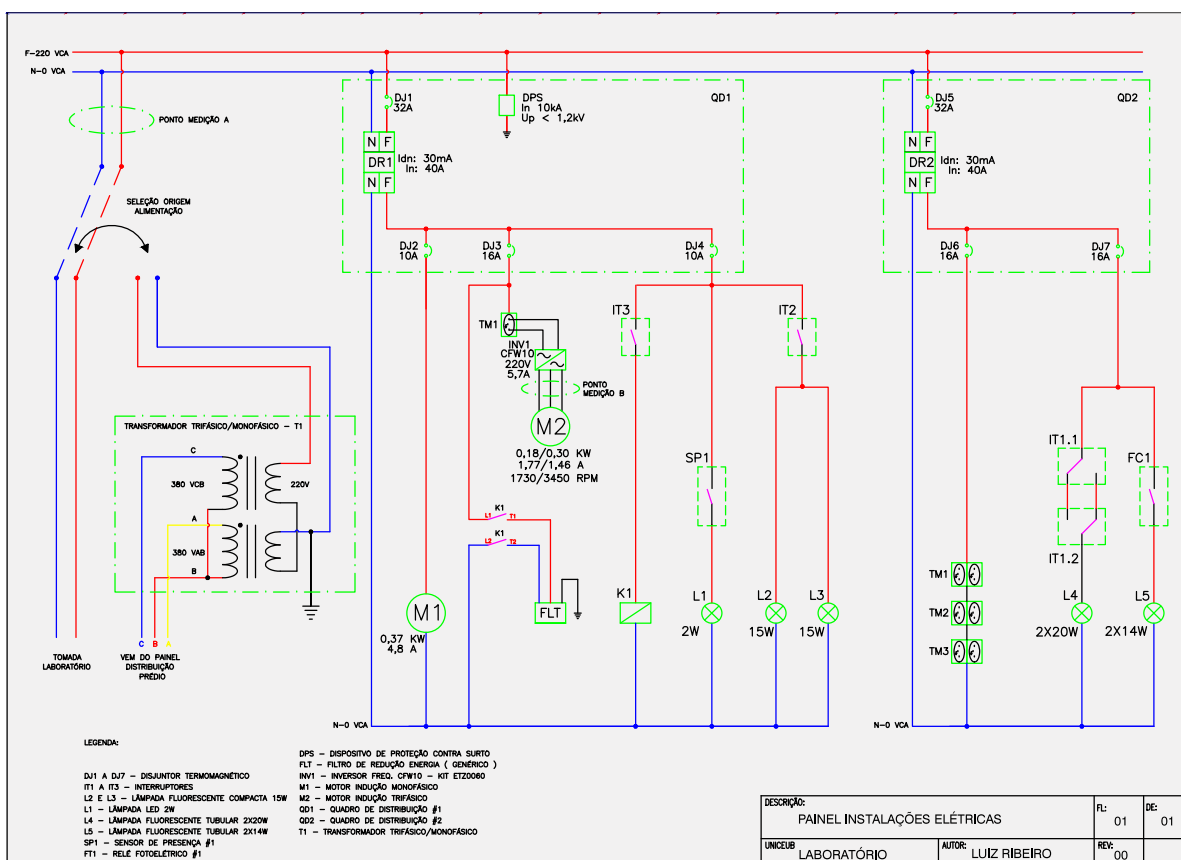 F-220 VCA
N-0 VCA
PONTO MEDIÇÃO A
SELEÇÃO ORIGEM
ALIMENTAÇÃO
TRANSFORMADOR TRIFÁSICO/MONOFÁSICO - T1
C
380 VCB
220V
A
380 VAB
B
C B A
TOMADA
LABORATÓRIO
VEM DO PAINEL
DISTRIBUIÇÃO
PRÉDIO
DJ1
32A
DPS
In 10kA
Up < 1,2kV
QD1
N F
DR1
N F
Idn: 30mA
In: 40A
DJ2
10A
DJ3
16A
DJ4
10A
TM1
INV1
CFW10
220V
5,7A
PONTO
MEDIÇÃO B
M2
0,18/0,30 KW
1,77/1,46 A
1730/3450 RPM
IT3
IT2
SP1
K1
L1 T1
K1
L2 T2
FLT
M1
0,37 KW
4,8 A
K1
L1
2W
L2
15W
L3
15W
N-0 VCA
DJ5
32A
QD2
N F
DR2
N F
Idn: 30mA
In: 40A
DJ6
16A
DJ7
16A
IT1.1
IT1.2
FC1
TM1
TM2
TM3
L4
2X20W
L5
2X14W
N-0 VCA
LEGENDA:
DJ1 A DJ7 - DISJUNTOR TERMOMAGNÉTICO
IT1 A IT3 - INTERRUPTORES
L2 E L3 - LÂMPADA FLUORESCENTE COMPACTA 15W
L1 - LÂMPADA LED 2W
L4 - LÂMPADA FLUORESCENTE TUBULAR 2X20W
L5 - LÂMPADA FLUORESCENTE TUBULAR 2X14W
SP1 - SENSOR DE PRESENÇA #1
FT1 - RELÉ FOTOELÉTRICO #1
DPS - DISPOSITVO DE PROTEÇÃO CONTRA SURTO
FLT - FILTRO DE REDUÇÃO ENERGIA ( GENÉRICO )
INV1 - INVERSOR FREQ. CFW10 - KIT ETZ0060
M1 - MOTOR INDUÇÃO MONOFÁSICO
M2 - MOTOR INDUÇÃO TRIFÁSICO
QD1 - QUADRO DE DISTRIBUIÇÃO #1
QD2 - QUADRO DE DISTRIBUIÇÃO #2
T1 - TRANSFORMADOR TRIFÁSICO/MONOFÁSICO
DESCRIÇÃO:
PAINEL INSTALAÇÕES ELÉTRICAS
FL:
01
DE:
01
UNICEUB
LABORATÓRIO
AUTOR:
LUIZ RIBEIRO
REV:
00